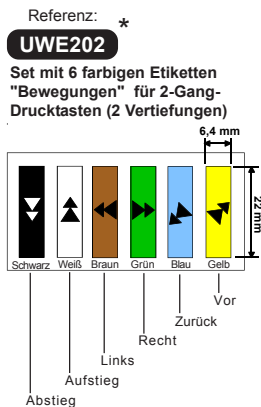 Referenz:
UWE202 *
Set mit 6 farbigen Etiketten
"Bewegungen" für 2-Gang-
Drucktasten (2 Vertiefungen)
6,4 mm
22 mm
Schwarz Weiß Braun Grün Blau Gelb
Vor
Zurück
Recht
Links
Aufstieg
Abstieg